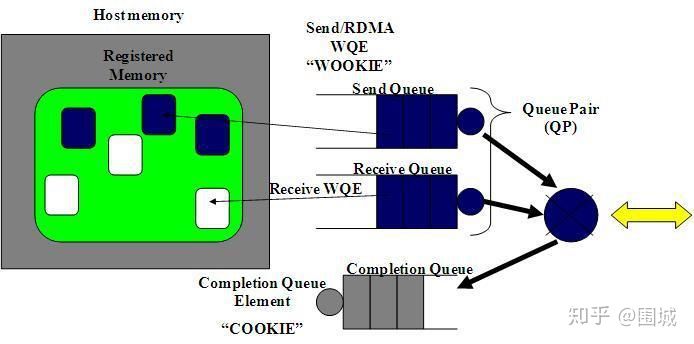 Host memory
Registered
Memory
Send/RDMA
WQE
“WOOKIE”
Send Queue
Queue Pair
(QP)
Receive Queue
Receive WQE
Completion Queue
Element
“COOKIE”
Completion Queue
知乎 @围城